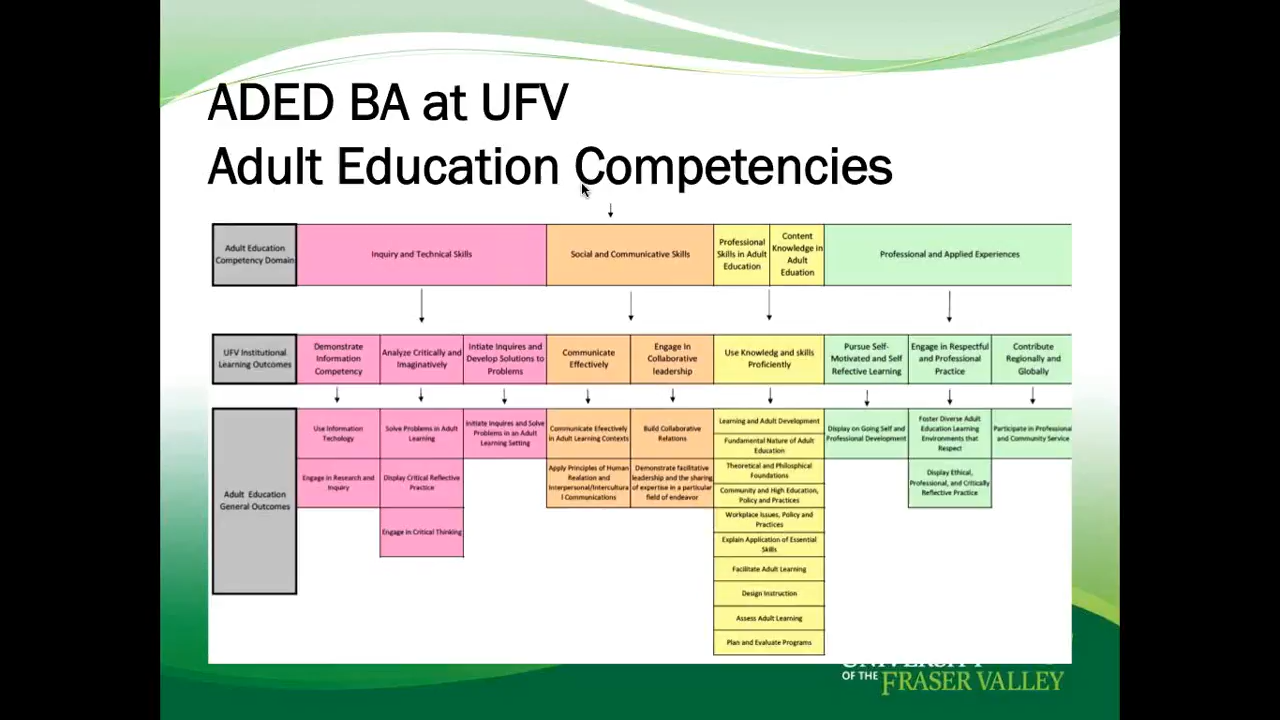 ADED BA at UFV
Adult Education Competencies
Adult Education
Competency Domain
Inquiry and Technical Skills
Social and Communicative Skills
Professional
Skills in Adult
Education
Content
Knowledge in
Adult
Eduation
Professional and Applied Experiences
UFV Institutional
Learning Outcomes
Demonstrate
Information
Competency
Analyze Critically and
Imaginatively
Intiate Inquires and
Develop Solutions to
Problems
Communicate
Effectively
Engage In
Collaborative
leadership
Use Knowledg and skills
Proficiently
Pursue Self-
Motivated and Self
Refective Learning
Engage in Respectful
and Professional
Practice
Contribute
Regionally and
Globally
Adult Education
General Outcomes
Use Information
Techology
Engage in Research and
Inquiry
Solve Problems in Adult
Learning
Display Critical Reflective
Practice
Engage in Critical Thinking
Initiate Inquires and Solve
Problems in an Adult
Learning Setting
Communicate Efectively
in Adult Learning Contexts
Apply Principles of Human
Relation and
Interpersonal/Intercultura
l Communications
Build Collaborative
Relations
Demonstrate facilitative
leadership and the sharing
of expertise in a particular
field of endeavor
Learning and Adult Development
Fundamental Nature of Adult
Education
Theoretical and Philosphical
Foundations
Community and High Education,
Policy and Practices
Workplace Issues, Policy and
Practices
Explain Application of Essential
Skills
Facilitate Adult Learning
Design Instruction
Assess Adult Learning
Plan and Evaluate Programs
Display on Going Self and
Professional Development
Foster Diverse Adult
Education Learning
Environments that
Respect
Display Ethical,
Professional, and Critically
Reflective Practice
Participate in Professional
and Community Service
UNIVERSITY
OF THE FRASER VALLEY